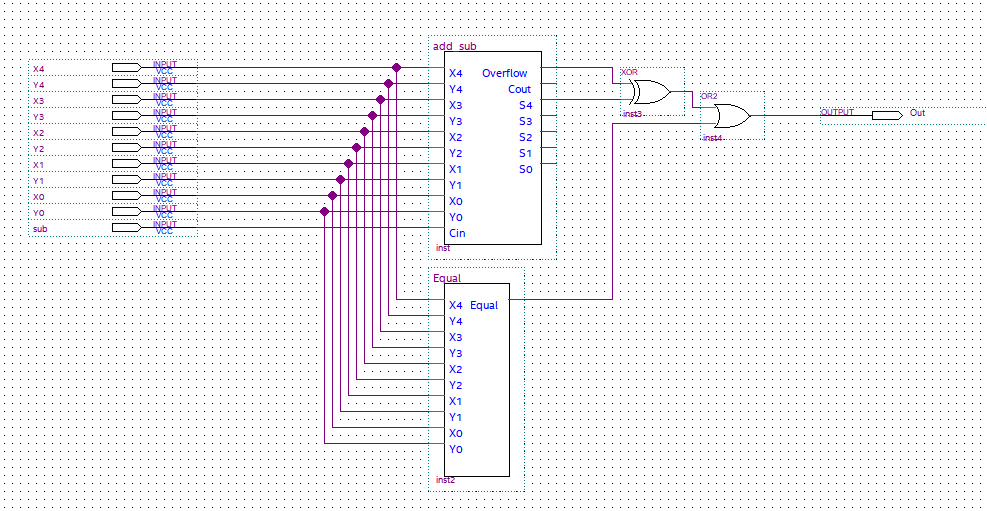 add_sub
X4 INPUT VCC
Y4 INPUT VCC
X3 INPUT VCC
Y3 INPUT VCC
X2 INPUT VCC
Y2 INPUT VCC
X1 INPUT VCC
Y1 INPUT VCC
X0 INPUT VCC
Y0 INPUT VCC
sub INPUT VCC
X4 Overflow
Y4 Cout
X3 S4
Y3 S3
X2 S2
Y2 S1
X1 S0
Y1
X0
Y0
Cin
inst
XOR
inst3
OR2
inst4
OUTPUT Out
Equal
X4 Equal
Y4
X3
Y3
X2
Y2
X1
Y1
X0
Y0
inst2